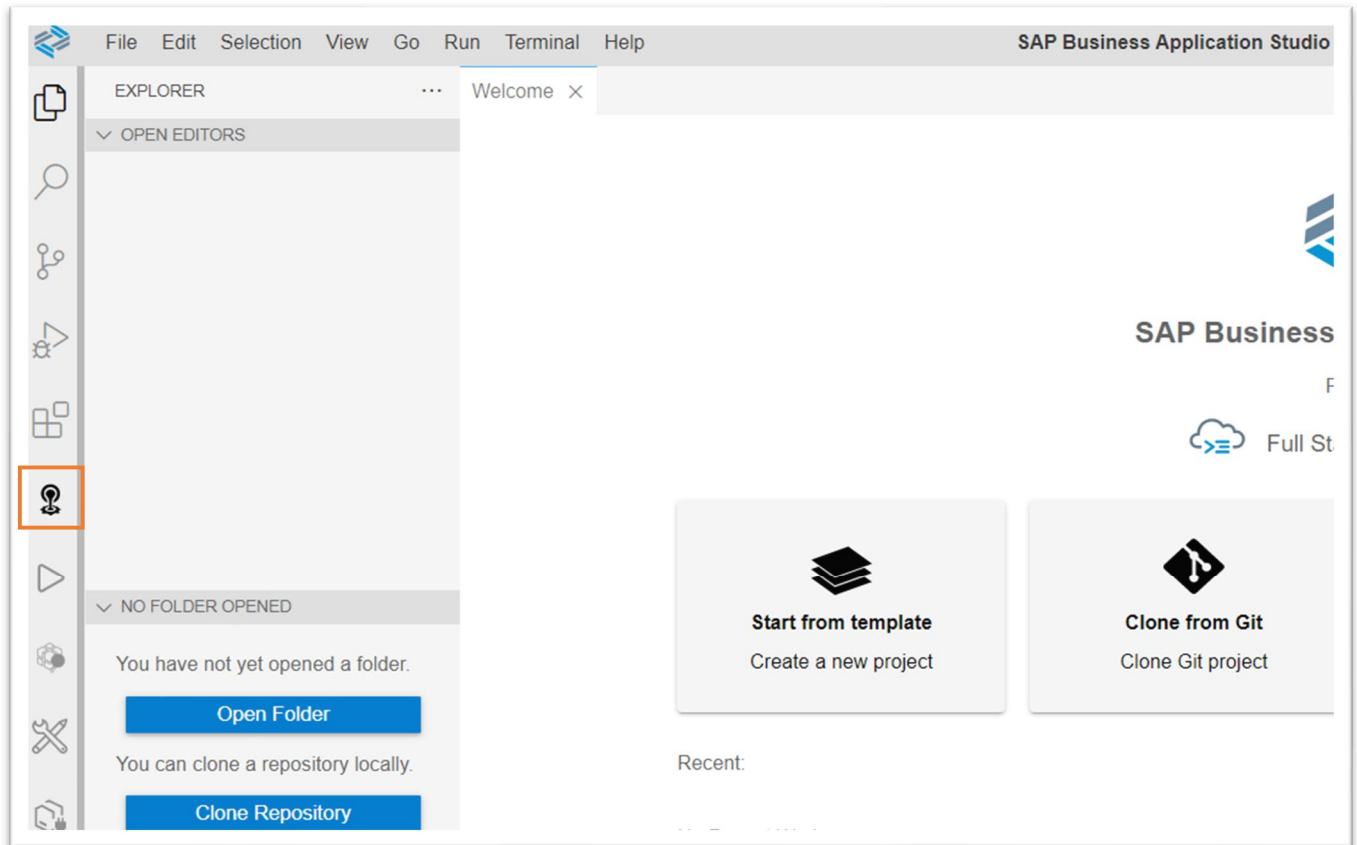 File Edit Selection View Go Run Terminal Help
SAP Business Application Studio
EXPLORER ...
Welcome
OPEN EDITORS
SAP Business
Full St
Start from template
Create a new project
Clone from Git
Clone Git project
NO FOLDER OPENED
You have not yet opened a folder.
Open Folder
You can clone a repository locally.
Clone Repository
Recent: